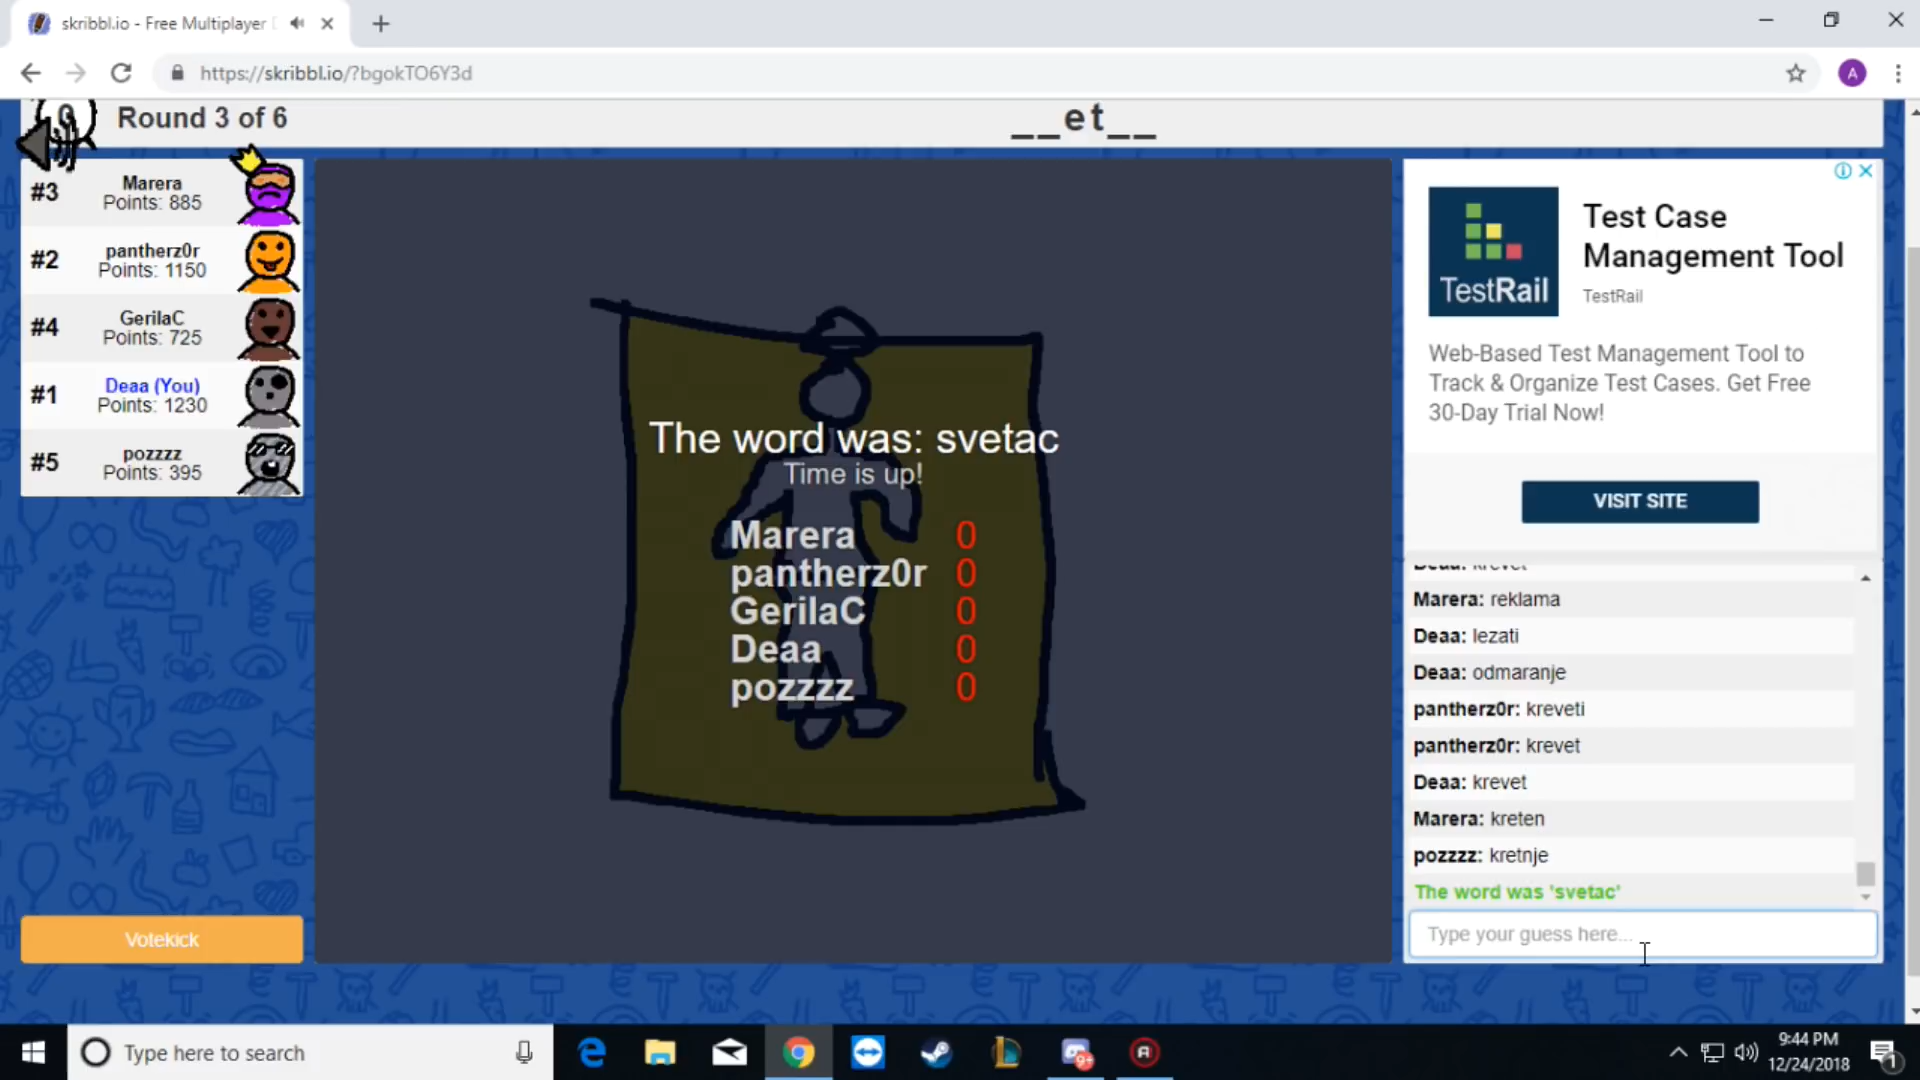 skribbl.io - Free Multiplayer
https://skribbl.io/?bgokTO6Y3d
A
Round 3 of 6
__et__
#3
Marera
Points: 885
#2
pantherz0r
Points: 1150
#4
GerilaC
Points: 725
#1
Deaa (You)
Points: 1230
#5
pozzzz
Points: 395
Votekick
The word was: svetac
Time is up!
Marera 0
pantherz0r 0
GerilaC 0
Deaa 0
pozzzz 0
TestRail
Test Case
Management Tool
TestRail
Web-Based Test Management Tool to
Track & Organize Test Cases. Get Free
30-Day Trial Now!
VISIT SITE
Deaa: krevet
Marera: reklama
Deaa: lezati
Deaa: odmaranje
pantherz0r: kreveti
pantherz0r: krevet
Deaa: krevet
Marera: kreten
pozzzz: kretnje
The word was 'svetac'
Type your guess here...
Type here to search
9+
9:44 PM
12/24/2018
1